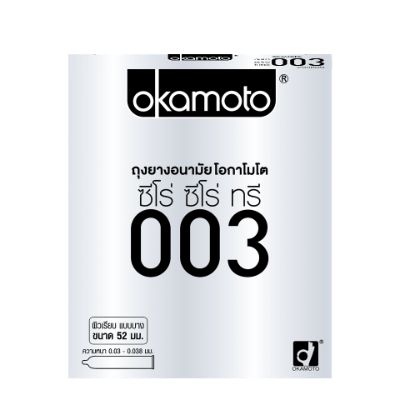 003
okamoto®
ถุงยางอนามัย โอกาโมโต
ซีโร่ ซีโร่ ทรี
003
ผิวเรียบ แบบบาง
ขนาด 52 มม.
ความหนา 0.03 - 0.038 มม.
OKAMOTO®